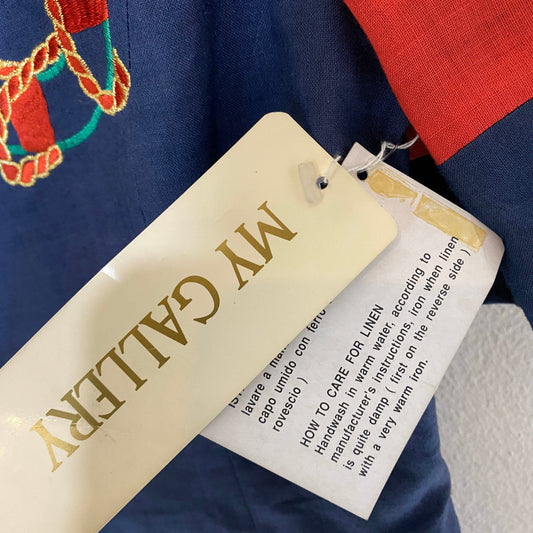 MY GALLERY
lavare a
capo umido con ferro
rovescio )
HOW TO CARE FOR LINEN
Handwash in warm water, according to
manufacturer's instructions, iron when linen
is quite damp ( first on the reverse side )
with a very warm iron.